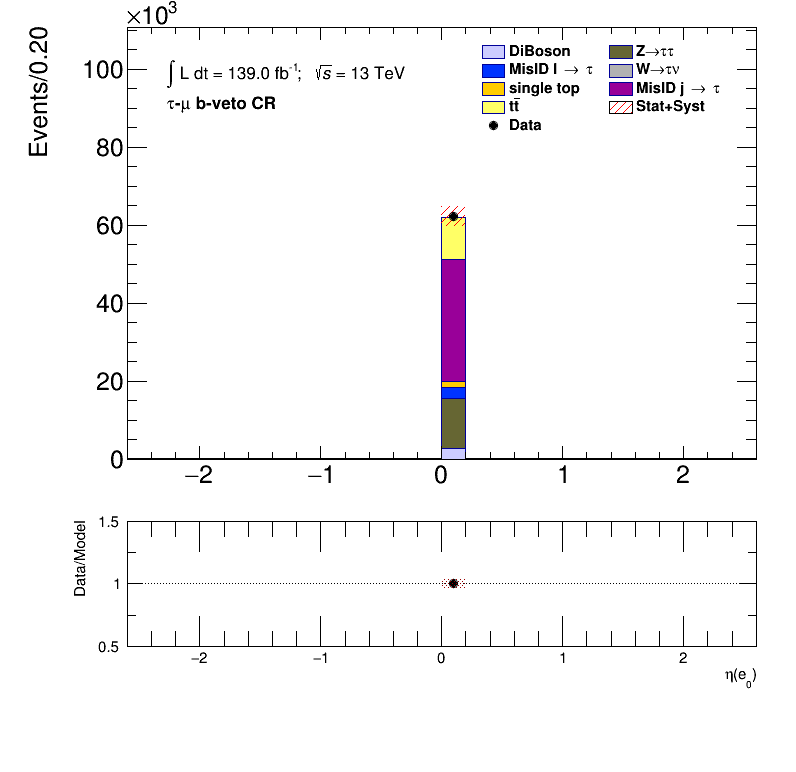 ×10³
Events/0.20
100
80
60
40
20
0
∫ L dt = 139.0 fb⁻¹; √s = 13 TeV
τ-μ b-veto CR
DiBoson
MisID l → τ
single top
tt̄
Data
Z→ττ
W→τν
MisID j → τ
Stat+Syst
−2 −1 0 1 2
Data/Model
1.5
1
0.5
−2 −1 0 1 2
η(e₀)